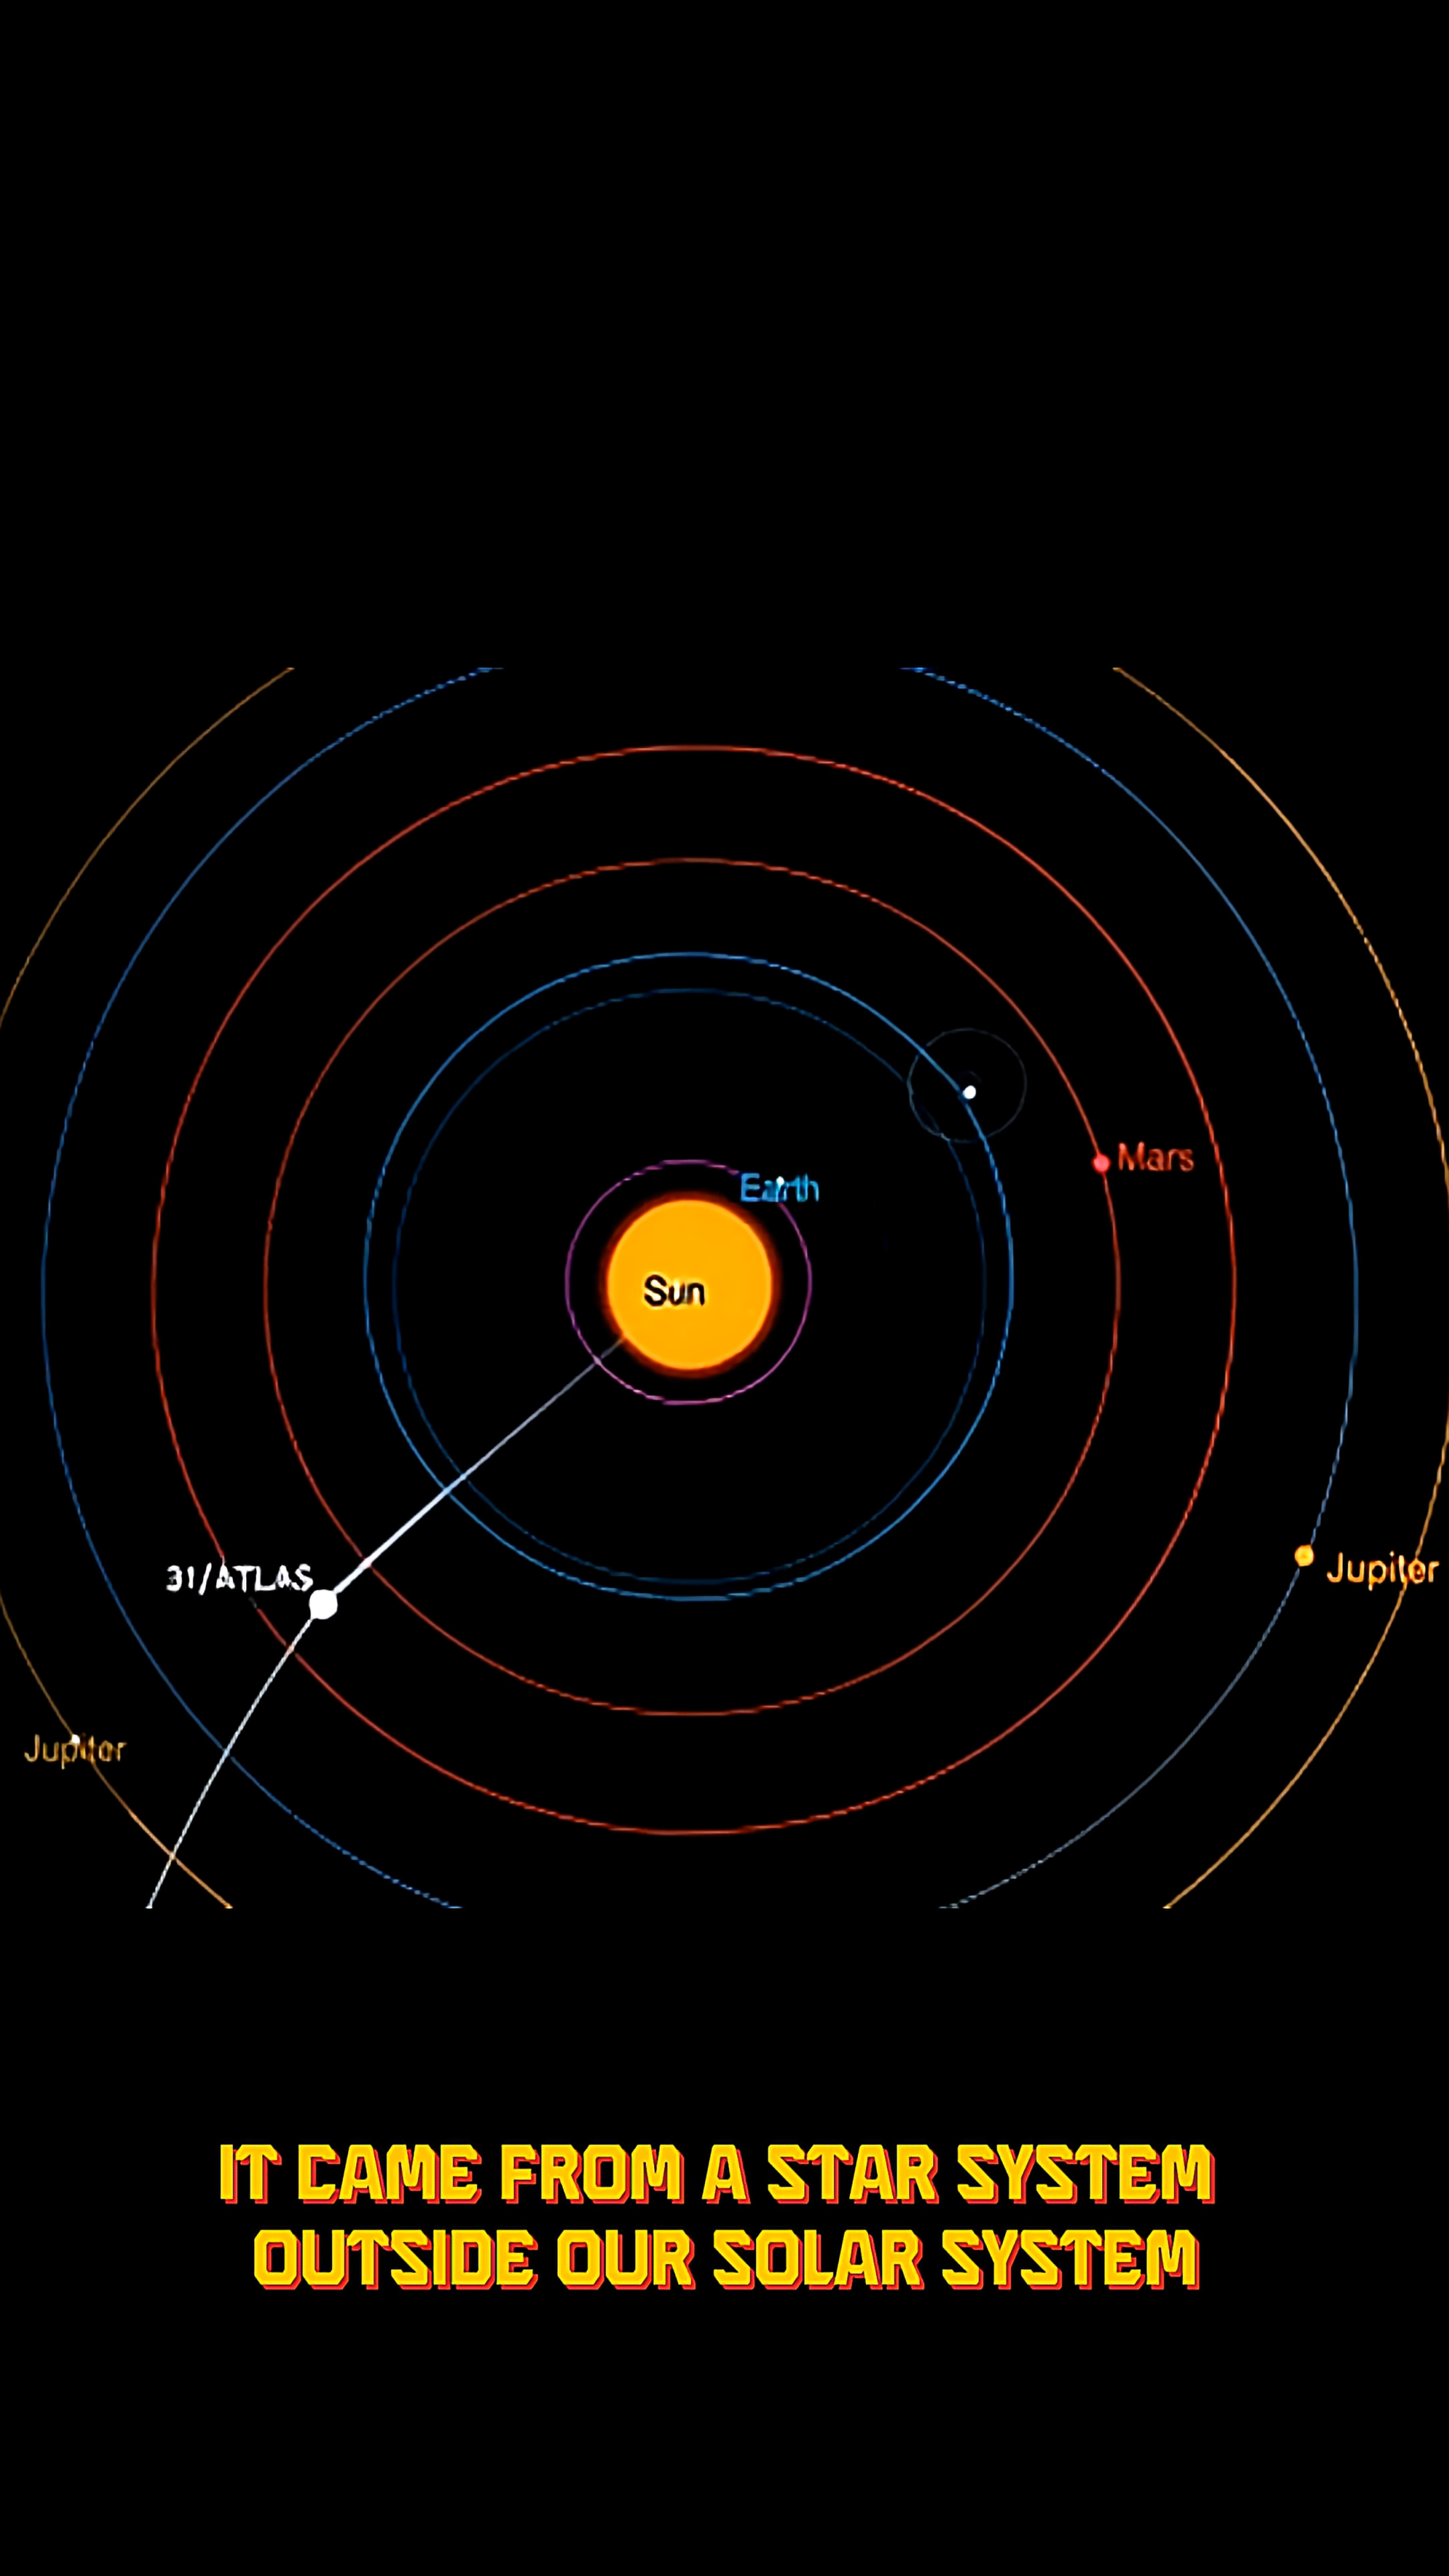 Mars
Earth
Sun
31/ATLAS
Jupiter
Jupiter
IT CAME FROM A STAR SYSTEM
OUTSIDE OUR SOLAR SYSTEM